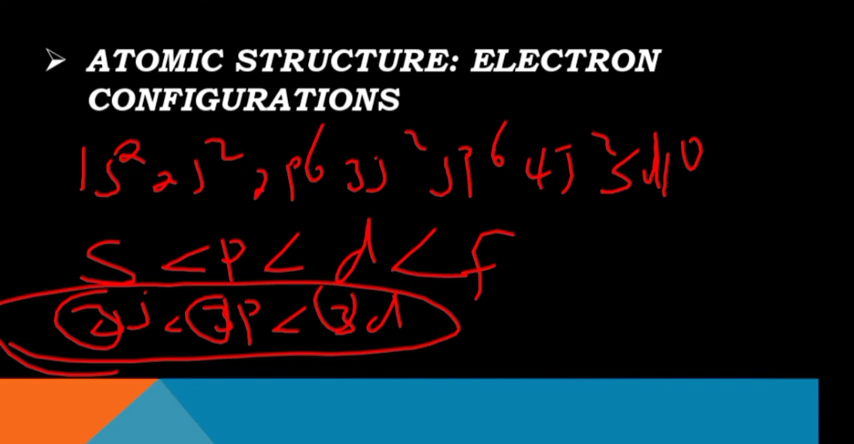 ➢ ATOMIC STRUCTURE: ELECTRON
CONFIGURATIONS
1s² 2s² 2p⁶ 3s² 3p⁶ 4s² 3d¹⁰
s < p < d < f
3s < 3p < 3d